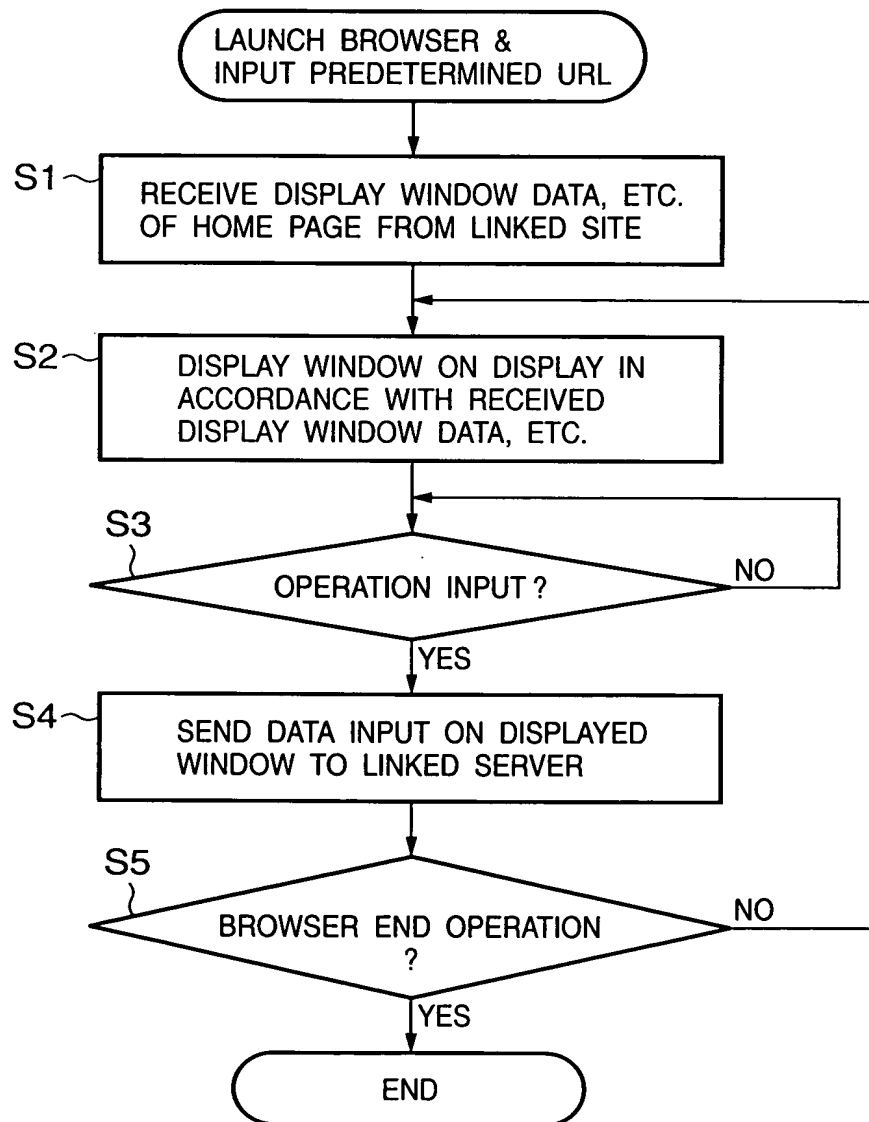 LAUNCH BROWSER &
INPUT PREDETERMINED URL
S1
RECEIVE DISPLAY WINDOW DATA, ETC.
OF HOME PAGE FROM LINKED SITE
S2
DISPLAY WINDOW ON DISPLAY IN
ACCORDANCE WITH RECEIVED
DISPLAY WINDOW DATA, ETC.
S3
OPERATION INPUT ?
NO
YES
S4
SEND DATA INPUT ON DISPLAYED
WINDOW TO LINKED SERVER
S5
BROWSER END OPERATION
?
NO
YES
END